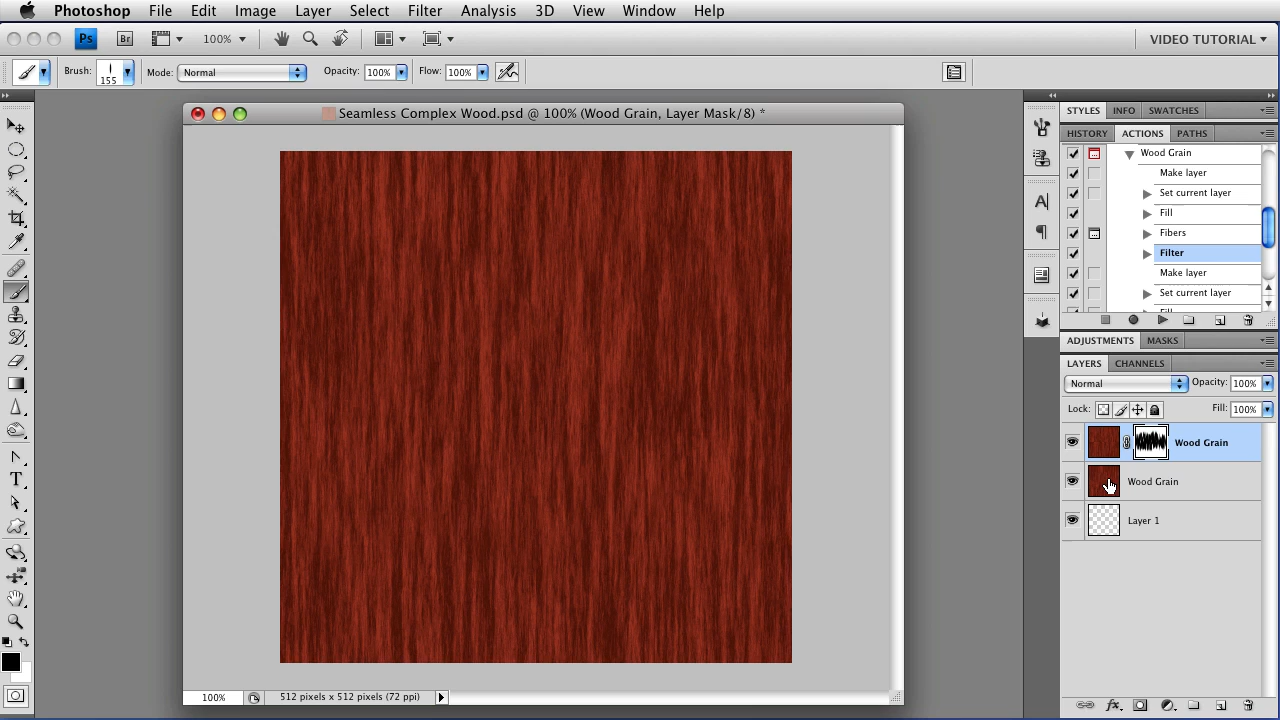 Photoshop File Edit Image Layer Select Filter Analysis 3D View Window Help
Ps Br 100% VIDEO TUTORIAL
Brush: 155 Mode: Normal Opacity: 100% Flow: 100%
Seamless Complex Wood.psd @ 100% (Wood Grain, Layer Mask/8) *
STYLES INFO SWATCHES
HISTORY ACTIONS PATHS
Wood Grain
Make layer
Set current layer
Fill
Fibers
Filter
Make layer
Set current layer
ADJUSTMENTS MASKS
LAYERS CHANNELS
Normal Opacity: 100%
Lock: Fill: 100%
Wood Grain
Wood Grain
Layer 1
100% 512 pixels x 512 pixels (72 ppi)